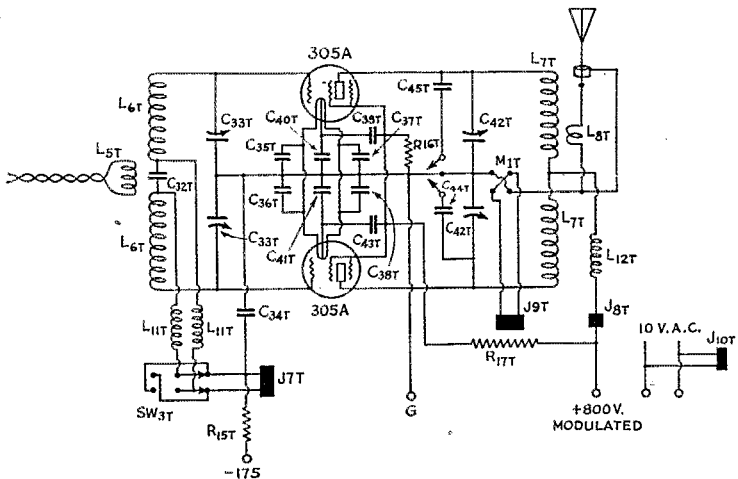 305A
L7T
L6T
C33T
C40T
C38T
C37T
C45T
C42T
L8T
C35T
R16T
L5T
C32T
M1T
C36T
C44T
L6T
C33T
C41T
C43T
C38T
C42T
L7T
L12T
305A
L11T
L11T
C34T
J9T
J8T
R17T
10 V. A.C.
J10T
J7T
SW3T
R15T
G
+800V.
MODULATED
-175